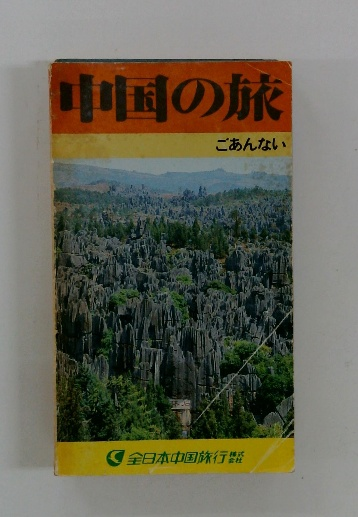 中国の旅
ごあんない
全日本中国旅行株式会社